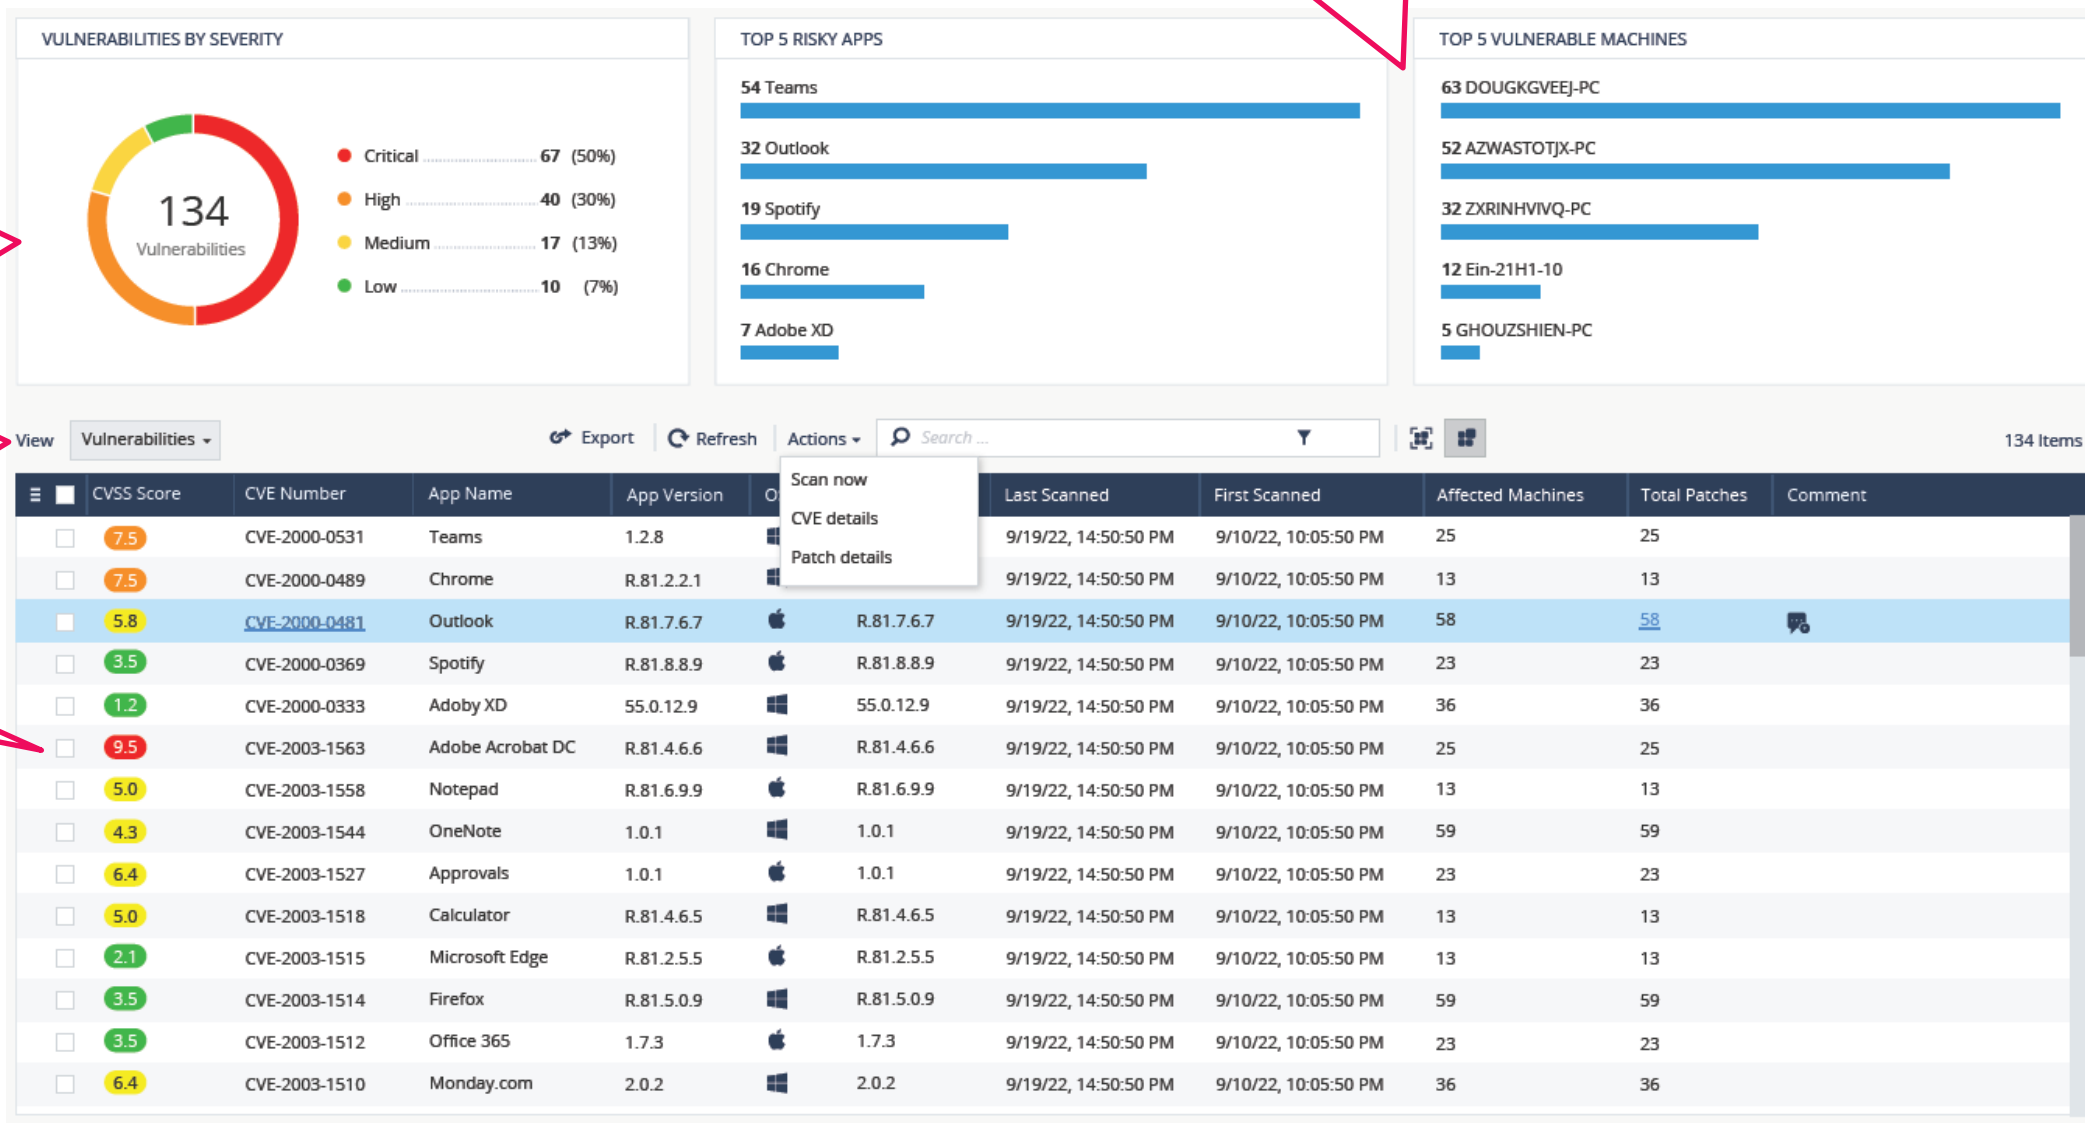 VULNERABILITIES BY SEVERITY
134
Vulnerabilities
Critical 67 (50%)
High 40 (30%)
Medium 17 (13%)
Low 10 (7%)
TOP 5 RISKY APPS
54 Teams
32 Outlook
19 Spotify
16 Chrome
7 Adobe XD
TOP 5 VULNERABLE MACHINES
63 DOUGKGVEEJ-PC
52 AZWASTOTJX-PC
32 ZXRINHVIVQ-PC
12 Ein-21H1-10
5 GHOUZSHIEN-PC
View Vulnerabilities Export Refresh Actions Search ... 134 Items
Scan now
CVE details
Patch details
CVSS Score CVE Number App Name App Version Last Scanned First Scanned Affected Machines Total Patches Comment
7.5 CVE-2000-0531 Teams 1.2.8 9/19/22, 14:50:50 PM 9/10/22, 10:05:50 PM 25 25
7.5 CVE-2000-0489 Chrome R.81.2.2.1 9/19/22, 14:50:50 PM 9/10/22, 10:05:50 PM 13 13
5.8 CVE-2000-0481 Outlook R.81.7.6.7 R.81.7.6.7 9/19/22, 14:50:50 PM 9/10/22, 10:05:50 PM 58 58
3.5 CVE-2000-0369 Spotify R.81.8.8.9 R.81.8.8.9 9/19/22, 14:50:50 PM 9/10/22, 10:05:50 PM 23 23
1.2 CVE-2000-0333 Adoby XD 55.0.12.9 55.0.12.9 9/19/22, 14:50:50 PM 9/10/22, 10:05:50 PM 36 36
9.5 CVE-2003-1563 Adobe Acrobat DC R.81.4.6.6 R.81.4.6.6 9/19/22, 14:50:50 PM 9/10/22, 10:05:50 PM 25 25
5.0 CVE-2003-1558 Notepad R.81.6.9.9 R.81.6.9.9 9/19/22, 14:50:50 PM 9/10/22, 10:05:50 PM 13 13
4.3 CVE-2003-1544 OneNote 1.0.1 1.0.1 9/19/22, 14:50:50 PM 9/10/22, 10:05:50 PM 59 59
6.4 CVE-2003-1527 Approvals 1.0.1 1.0.1 9/19/22, 14:50:50 PM 9/10/22, 10:05:50 PM 23 23
5.0 CVE-2003-1518 Calculator R.81.4.6.5 R.81.4.6.5 9/19/22, 14:50:50 PM 9/10/22, 10:05:50 PM 13 13
2.1 CVE-2003-1515 Microsoft Edge R.81.2.5.5 R.81.2.5.5 9/19/22, 14:50:50 PM 9/10/22, 10:05:50 PM 13 13
3.5 CVE-2003-1514 Firefox R.81.5.0.9 R.81.5.0.9 9/19/22, 14:50:50 PM 9/10/22, 10:05:50 PM 59 59
3.5 CVE-2003-1512 Office 365 1.7.3 1.7.3 9/19/22, 14:50:50 PM 9/10/22, 10:05:50 PM 23 23
6.4 CVE-2003-1510 Monday.com 2.0.2 2.0.2 9/19/22, 14:50:50 PM 9/10/22, 10:05:50 PM 36 36